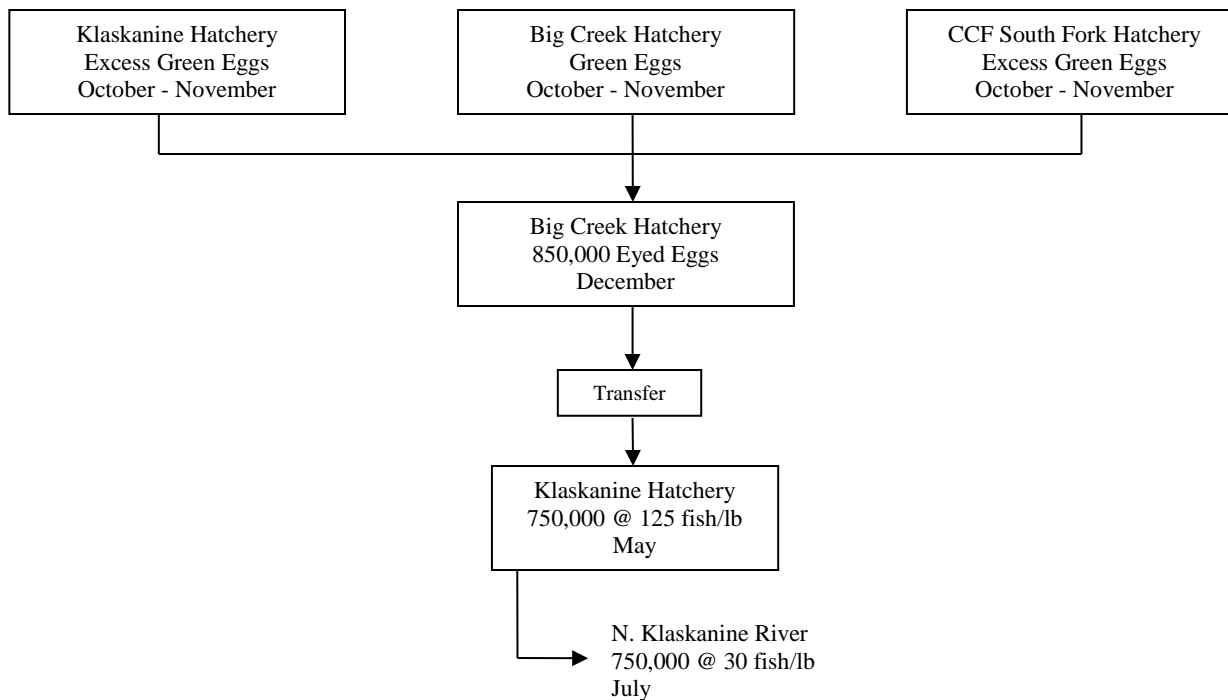 Klaskanine Hatchery
Excess Green Eggs
October - November
Big Creek Hatchery
Green Eggs
October - November
CCF South Fork Hatchery
Excess Green Eggs
October - November
Big Creek Hatchery
850,000 Eyed Eggs
December
Transfer
Klaskanine Hatchery
750,000 @ 125 fish/lb
May
N. Klaskanine River
750,000 @ 30 fish/lb
July